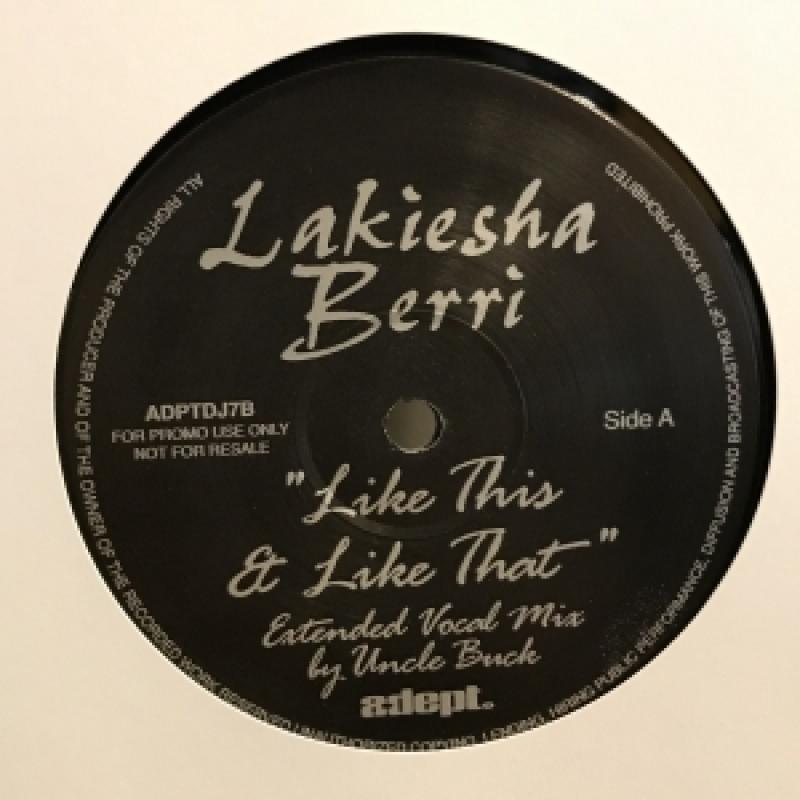 Lakiesha
Berri
ADPTDJ7B
FOR PROMO USE ONLY
NOT FOR RESALE
Side A
"Like This
& Like That"
Extended Vocal Mix
by Uncle Buck
adept.
ALL RIGHTS OF THE PRODUCER AND OF THE OWNER OF THE RECORDED WORK RESERVED. UNAUTHORIZED COPYING, LENDING, HIRING PUBLIC PERFORMANCE, DIFFUSION AND BROADCASTING OF THIS WORK PROHIBITED